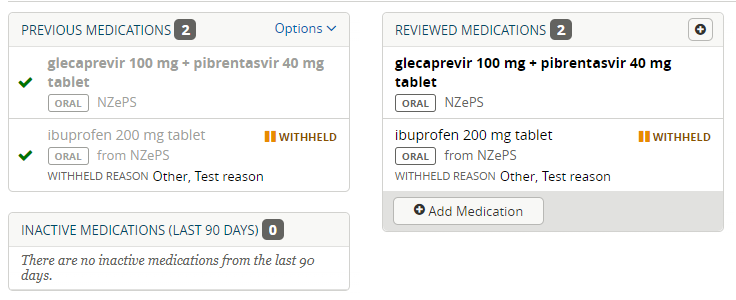 PREVIOUS MEDICATIONS 2 Options
glecaprevir 100 mg + pibrentasvir 40 mg
tablet
ORAL NZePS
ibuprofen 200 mg tablet WITHHELD
ORAL from NZePS
WITHHELD REASON Other, Test reason
INACTIVE MEDICATIONS (LAST 90 DAYS) 0
There are no inactive medications from the last 90
days.
REVIEWED MEDICATIONS 2
glecaprevir 100 mg + pibrentasvir 40 mg
tablet
ORAL NZePS
ibuprofen 200 mg tablet WITHHELD
ORAL from NZePS
WITHHELD REASON Other, Test reason
Add Medication